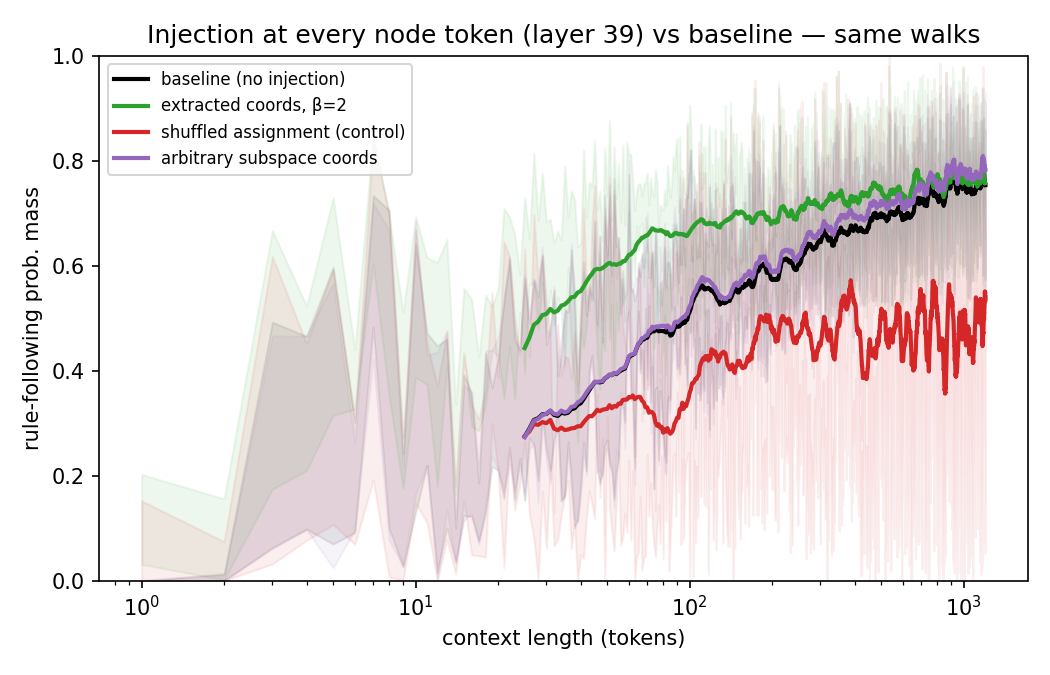 Injection at every node token (layer 39) vs baseline — same walks
1.0
0.8
0.6
0.4
0.2
0.0
rule-following prob. mass
baseline (no injection)
extracted coords, β=2
shuffled assignment (control)
arbitrary subspace coords
10⁰
10¹
10²
10³
context length (tokens)